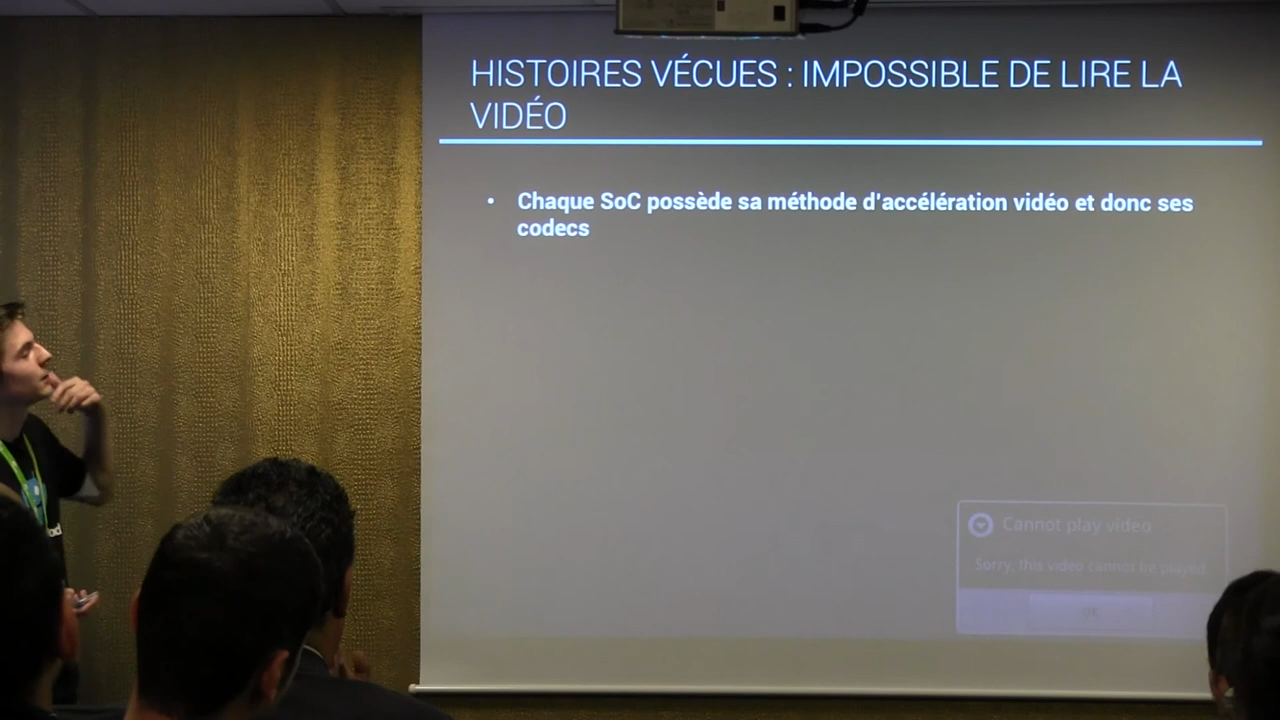 HISTOIRES VÉCUES : IMPOSSIBLE DE LIRE LA
VIDÉO
• Chaque SoC possède sa méthode d'accélération vidéo et donc ses
codecs
Cannot play video
Sorry, this video cannot be played
OK